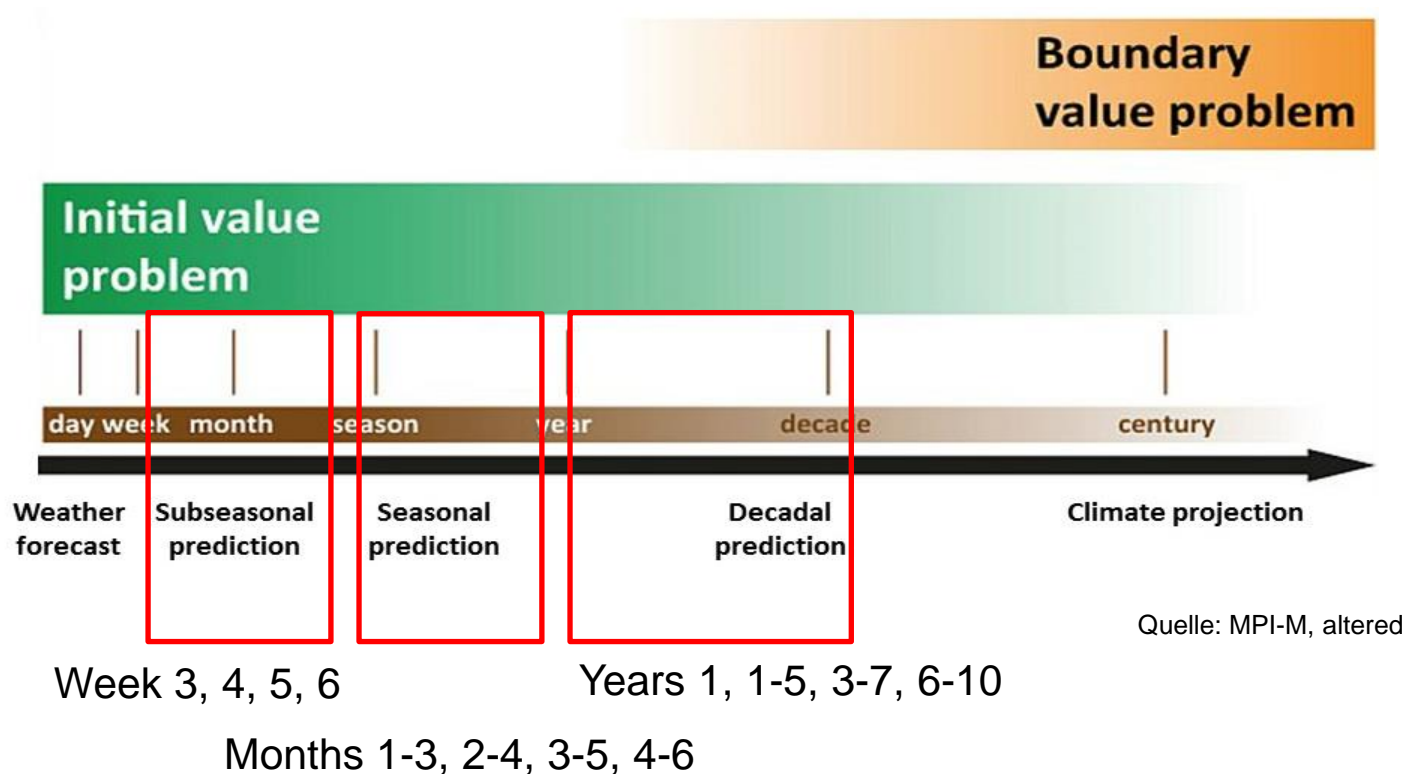 Boundary
value problem
Initial value
problem
day week month season year decade century
Weather
forecast
Subseasonal
prediction
Seasonal
prediction
Decadal
prediction
Climate projection
Quelle: MPI-M, altered
Week 3, 4, 5, 6
Years 1, 1-5, 3-7, 6-10
Months 1-3, 2-4, 3-5, 4-6